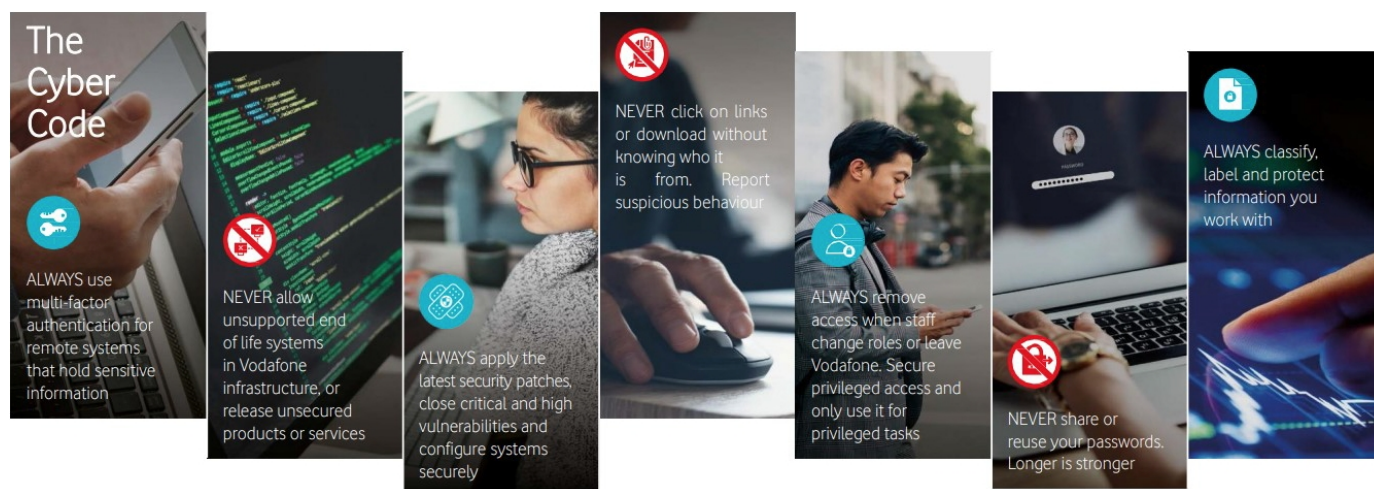 The
Cyber
Code
ALWAYS use
multi-factor
authentication for
remote systems
that hold sensitive
information
NEVER allow
unsupported end
of life systems
in Vodafone
infrastructure, or
release unsecured
products or services
ALWAYS apply the
latest security patches,
close critical and high
vulnerabilities and
configure systems
securely
NEVER click on links
or download without
knowing who it
is from. Report
suspicious behaviour
ALWAYS remove
access when staff
change roles or leave
Vodafone. Secure
privileged access and
only use it for
privileged tasks
PASSWORD
NEVER share or
reuse your passwords.
Longer is stronger
ALWAYS classify,
label and protect
information you
work with